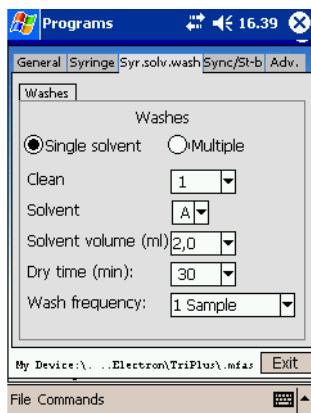 Programs 16.39
General Syringe Syr.solv.wash Sync/St-b Adv.
Washes
Washes
Single solvent Multiple
Clean 1
Solvent A
Solvent volume (ml) 2,0
Dry time (min): 30
Wash frequency: 1 Sample
My Device:\. ..Electron\TriPlus\.mfas Exit
File Commands